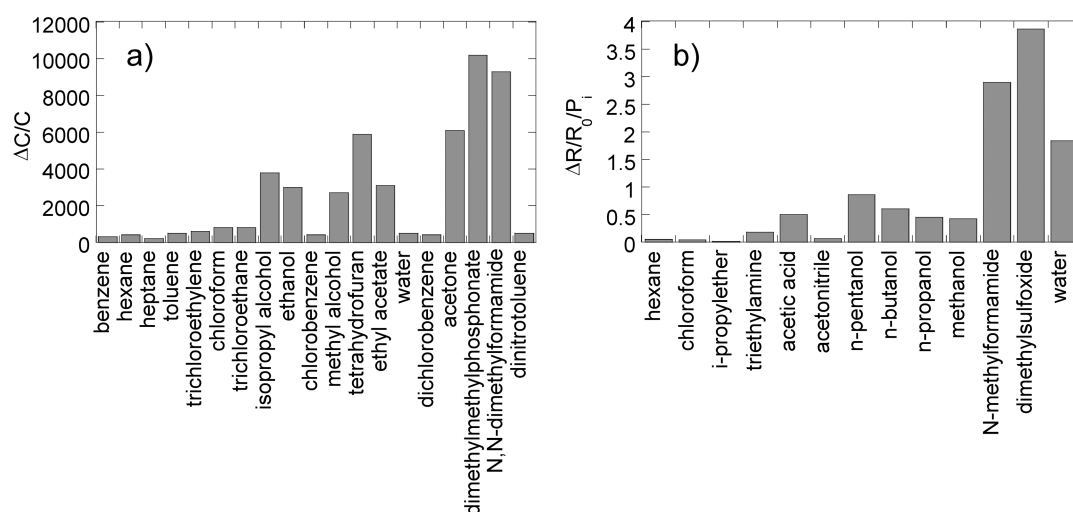 a)
ΔC/C
12000
10000
8000
6000
4000
2000
0
benzene
hexane
heptane
toluene
trichloroethylene
chloroform
trichloroethane
isopropyl alcohol
ethanol
chlorobenzene
methyl alcohol
tetrahydrofuran
ethyl acetate
water
dichlorobenzene
acetone
dimethylmethylphosphonate
N,N-dimethylformamide
dinitrotoluene
b)
ΔR/R₀/Pᵢ
4
3.5
3
2.5
2
1.5
1
0.5
0
hexane
chloroform
i-propylether
triethylamine
acetic acid
acetonitrile
n-pentanol
n-butanol
n-propanol
methanol
N-methylformamide
dimethylsulfoxide
water